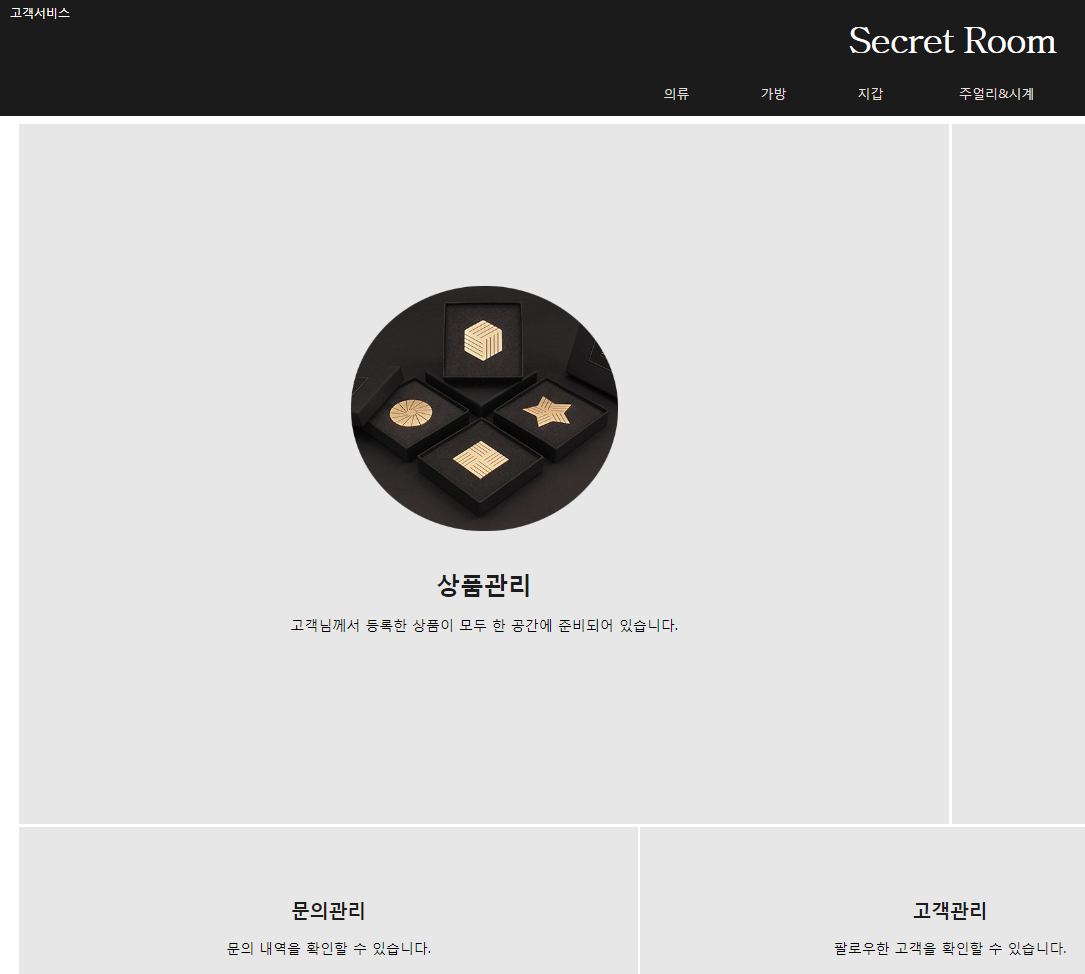 고객서비스
Secret Room
의류 가방 지갑 주얼리&시계
상품관리
고객님께서 등록한 상품이 모두 한 공간에 준비되어 있습니다.
문의관리
문의 내역을 확인할 수 있습니다.
고객관리
팔로우한 고객을 확인할 수 있습니다.